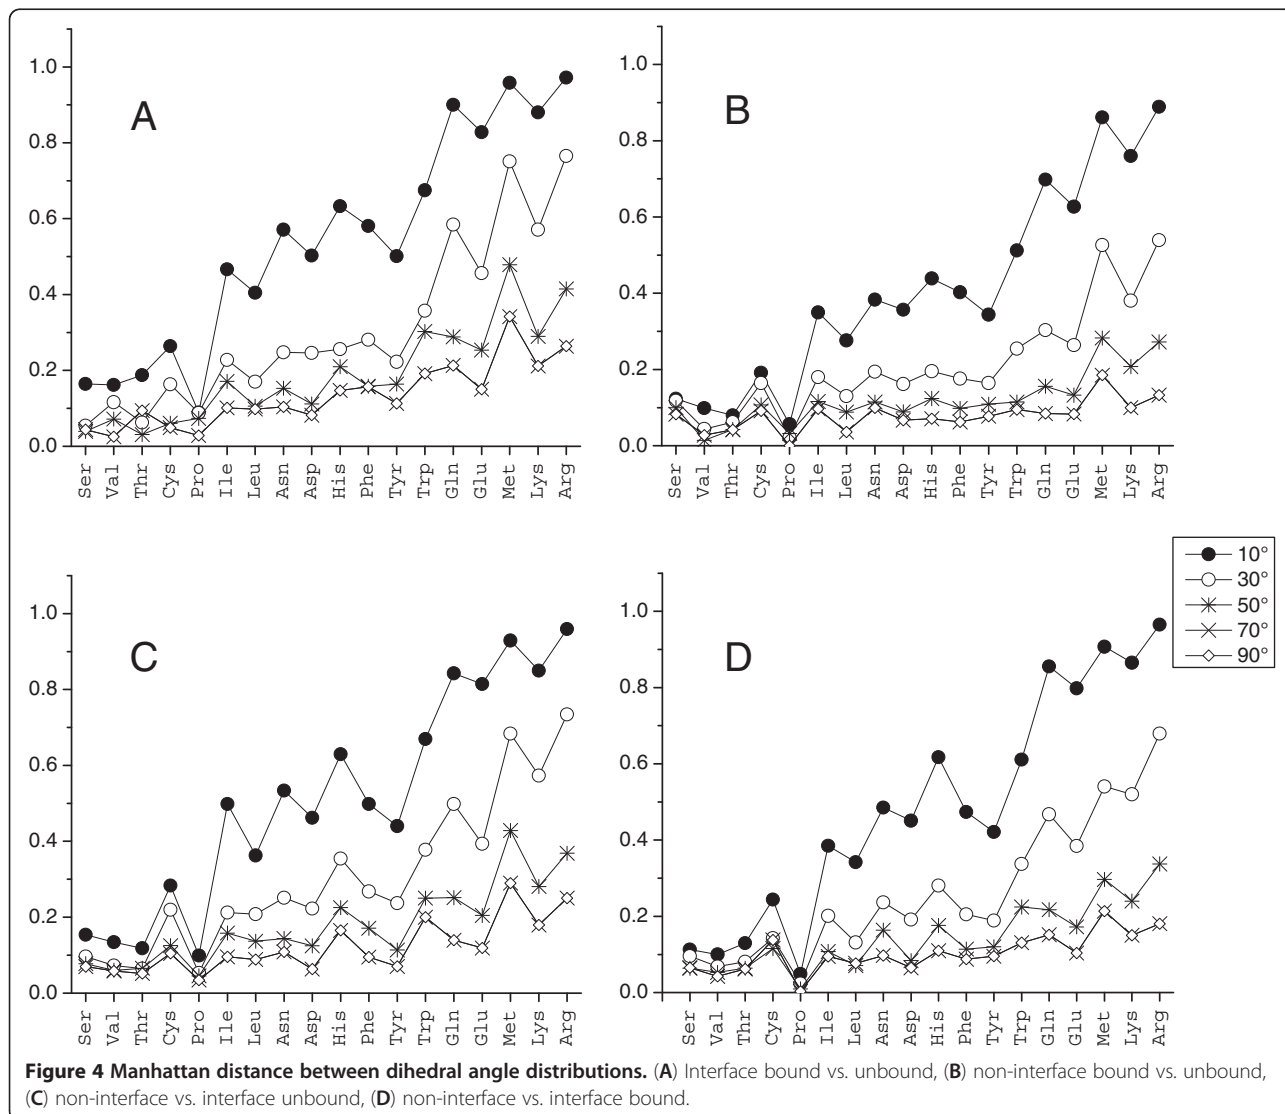 A
1.0
0.8
0.6
0.4
0.2
0.0
Ser Val Thr Cys Pro Ile Leu Asn Asp His Phe Tyr Trp Gln Glu Met Lys Arg
B
1.0
0.8
0.6
0.4
0.2
0.0
Ser Val Thr Cys Pro Ile Leu Asn Asp His Phe Tyr Trp Gln Glu Met Lys Arg
C
1.0
0.8
0.6
0.4
0.2
0.0
Ser Val Thr Cys Pro Ile Leu Asn Asp His Phe Tyr Trp Gln Glu Met Lys Arg
D
1.0
0.8
0.6
0.4
0.2
0.0
Ser Val Thr Cys Pro Ile Leu Asn Asp His Phe Tyr Trp Gln Glu Met Lys Arg
10°
30°
50°
70°
90°
Figure 4 Manhattan distance between dihedral angle distributions. (A) Interface bound vs. unbound, (B) non-interface bound vs. unbound,
(C) non-interface vs. interface unbound, (D) non-interface vs. interface bound.